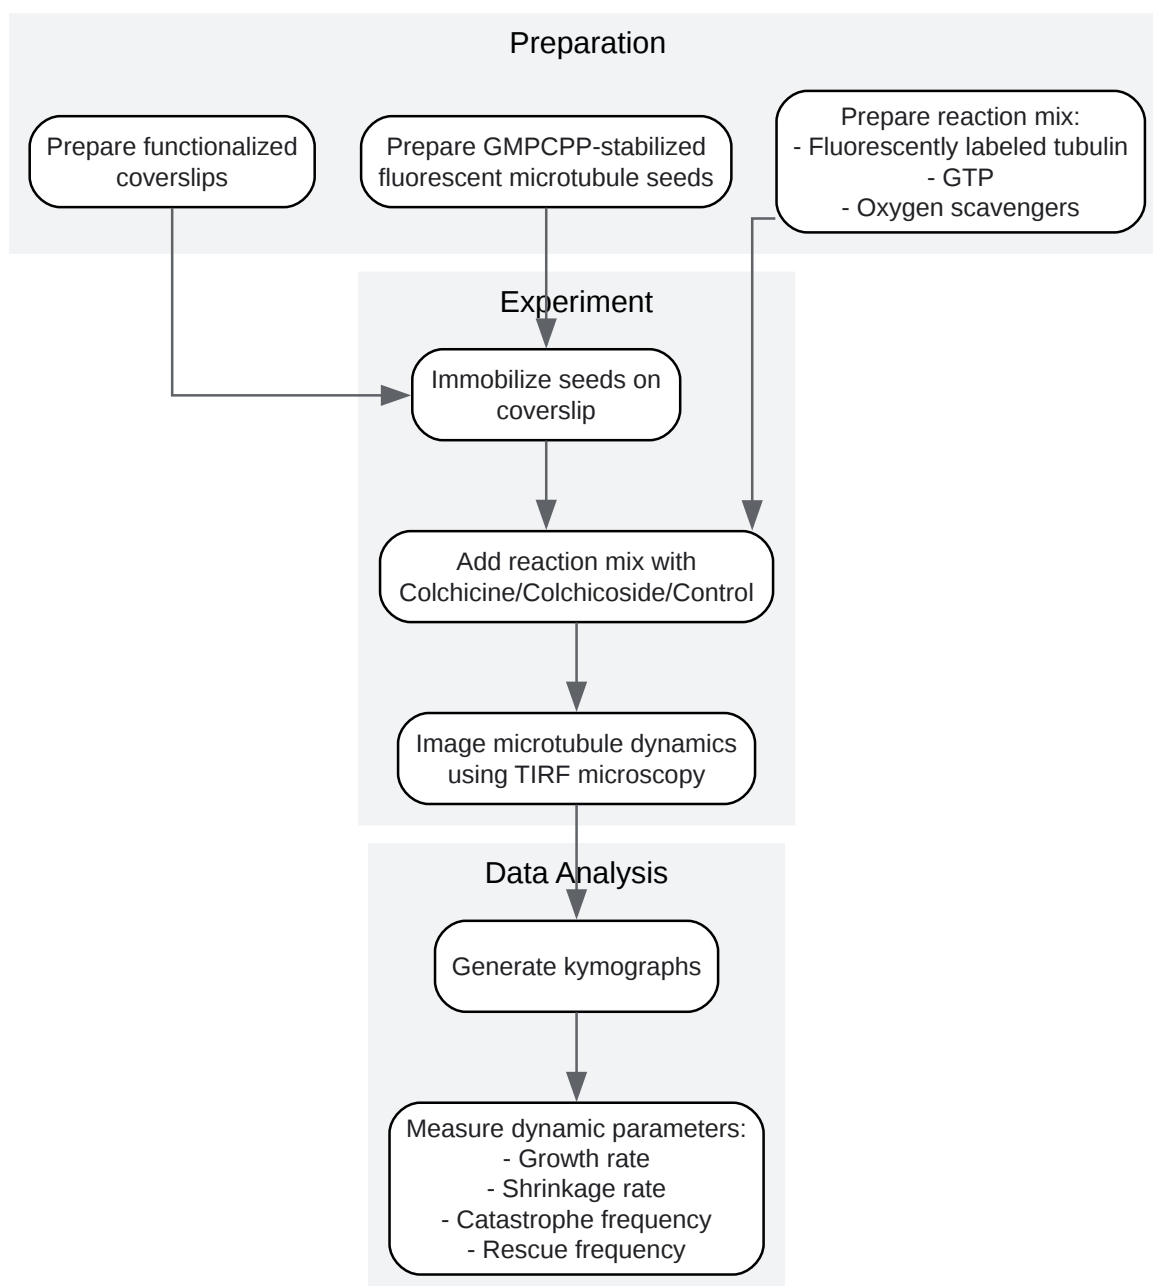 Preparation
Prepare functionalized
coverslips
Prepare GMPCPP-stabilized
fluorescent microtubule seeds
Prepare reaction mix:
- Fluorescently labeled tubulin
- GTP
- Oxygen scavengers
Experiment
Immobilize seeds on
coverslip
Add reaction mix with
Colchicine/Colchicoside/Control
Image microtubule dynamics
using TIRF microscopy
Data Analysis
Generate kymographs
Measure dynamic parameters:
- Growth rate
- Shrinkage rate
- Catastrophe frequency
- Rescue frequency